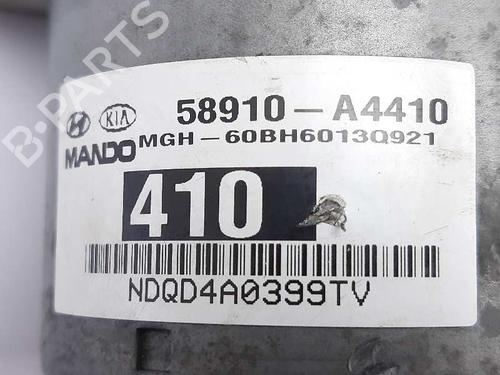 B-PARTS
KIA
58910-A4410
MANDO MGH-60BH6013Q921
410
NDQD4A0399TV